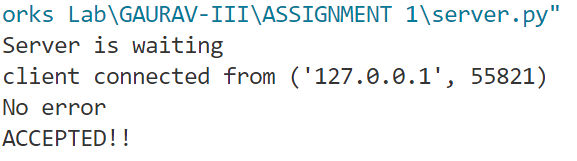 orks Lab\GAURAV-III\ASSIGNMENT 1\server.py"
Server is waiting
client connected from ('127.0.0.1', 55821)
No error
ACCEPTED!!